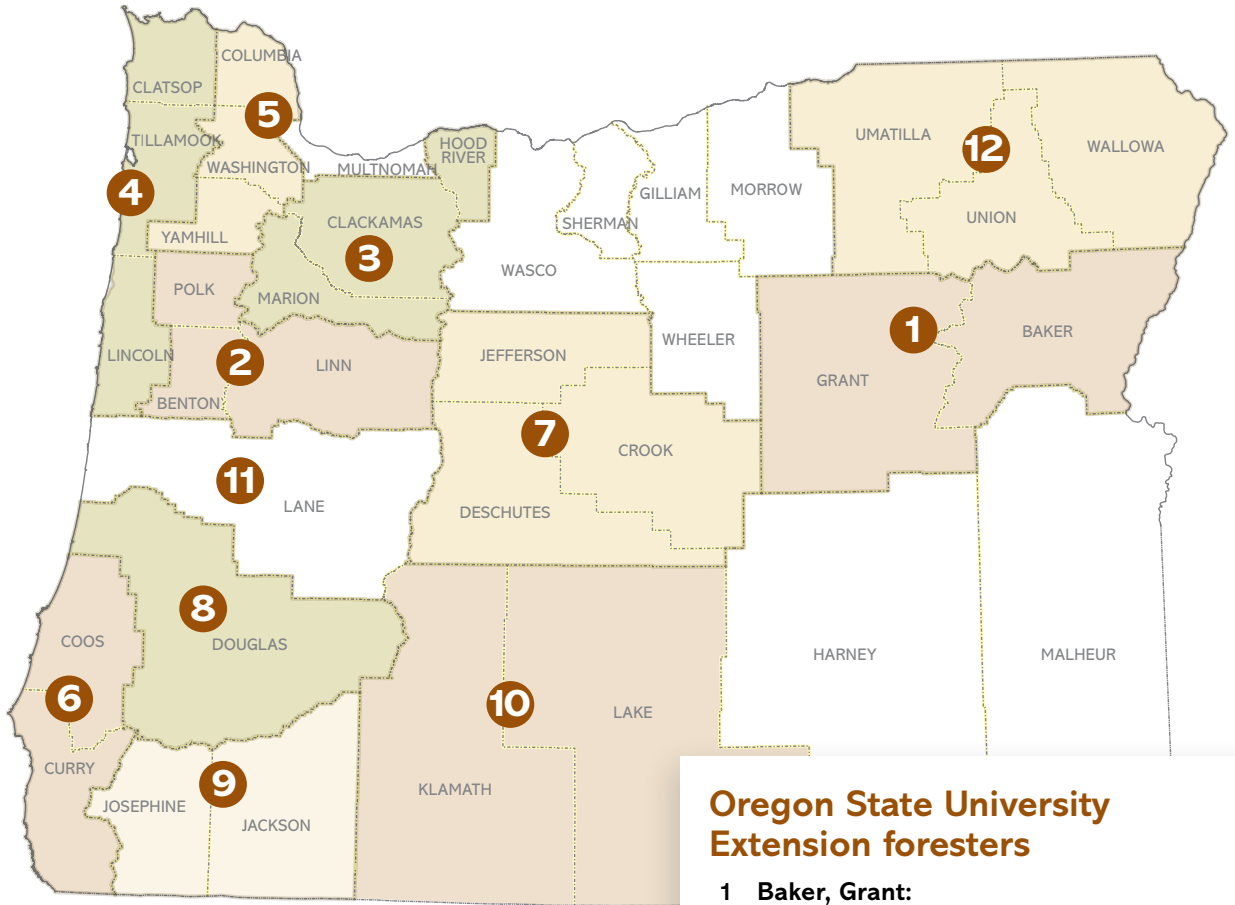 COLUMBIA
CLATSOP
5
TILLAMOOK
WASHINGTON
MULTNOMAH
HOOD
RIVER
4
YAMHILL
CLACKAMAS
3
MARION
POLK
LINCOLN
2
LINN
BENTON
WASCO
SHERMAN
GILLIAM
MORROW
UMATILLA
12
WALLOWA
UNION
WHEELER
JEFFERSON
1
BAKER
GRANT
7
CROOK
DESCHUTES
11
LANE
8
DOUGLAS
COOS
6
CURRY
9
JOSEPHINE
JACKSON
10
LAKE
KLAMATH
HARNEY
MALHEUR
Oregon State University
Extension foresters
1 Baker, Grant: